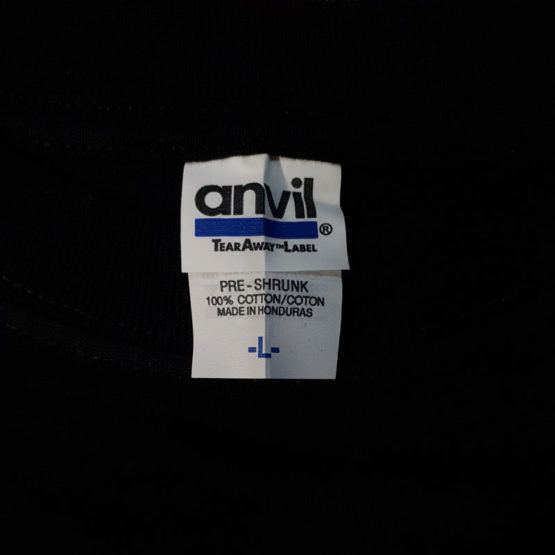 anvil®
TEARAWAY™LABEL
PRE-SHRUNK
100% COTTON/COTON
MADE IN HONDURAS
-L-